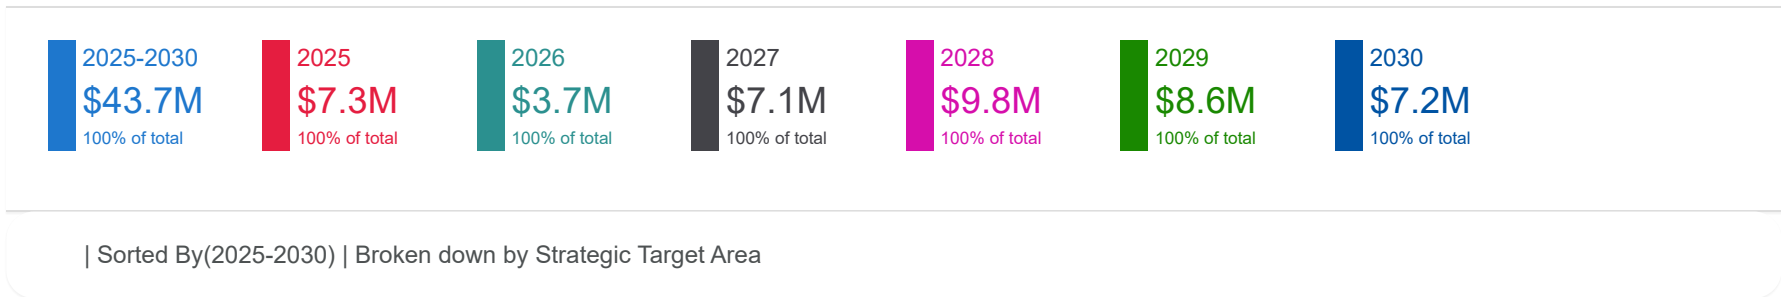 2025-2030
$43.7M
100% of total
2025
$7.3M
100% of total
2026
$3.7M
100% of total
2027
$7.1M
100% of total
2028
$9.8M
100% of total
2029
$8.6M
100% of total
2030
$7.2M
100% of total
| Sorted By(2025-2030) | Broken down by Strategic Target Area